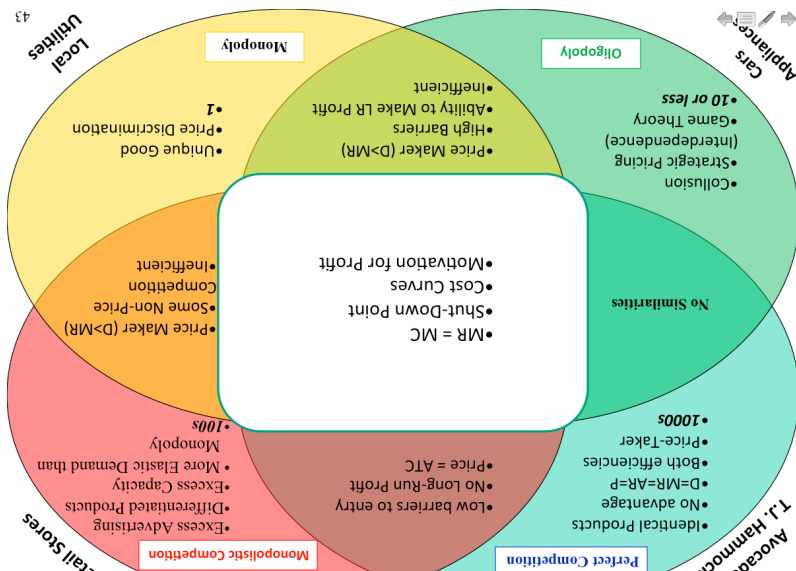 Perfect Competition
Avocad
T.J. Hammock
•Identical Products
•No advantage
•D=MR=AR=P
•Both efficiencies
•Price-Taker
•1000s
•Low barriers to entry
•No Long-Run Profit
•Price = ATC
Monopolistic Competition
tail Stores
•Excess Advertising
•Differentiated Products
•Excess Capacity
•More Elastic Demand than
Monopoly
•100s
No Similarities
•MR = MC
•Shut-Down Point
•Cost Curves
•Motivation for Profit
•Price Maker (D>MR)
•Some Non-Price
Competition
•Inefficient
•Collusion
•Strategic Pricing
(Interdependence)
•Game Theory
•10 or less
Oligopoly
Cars
Appliances
•Price Maker (D>MR)
•High Barriers
•Ability to Make LR Profit
•Inefficient
•Unique Good
•Price Discrimination
•1
Monopoly
Local
Utilities
43